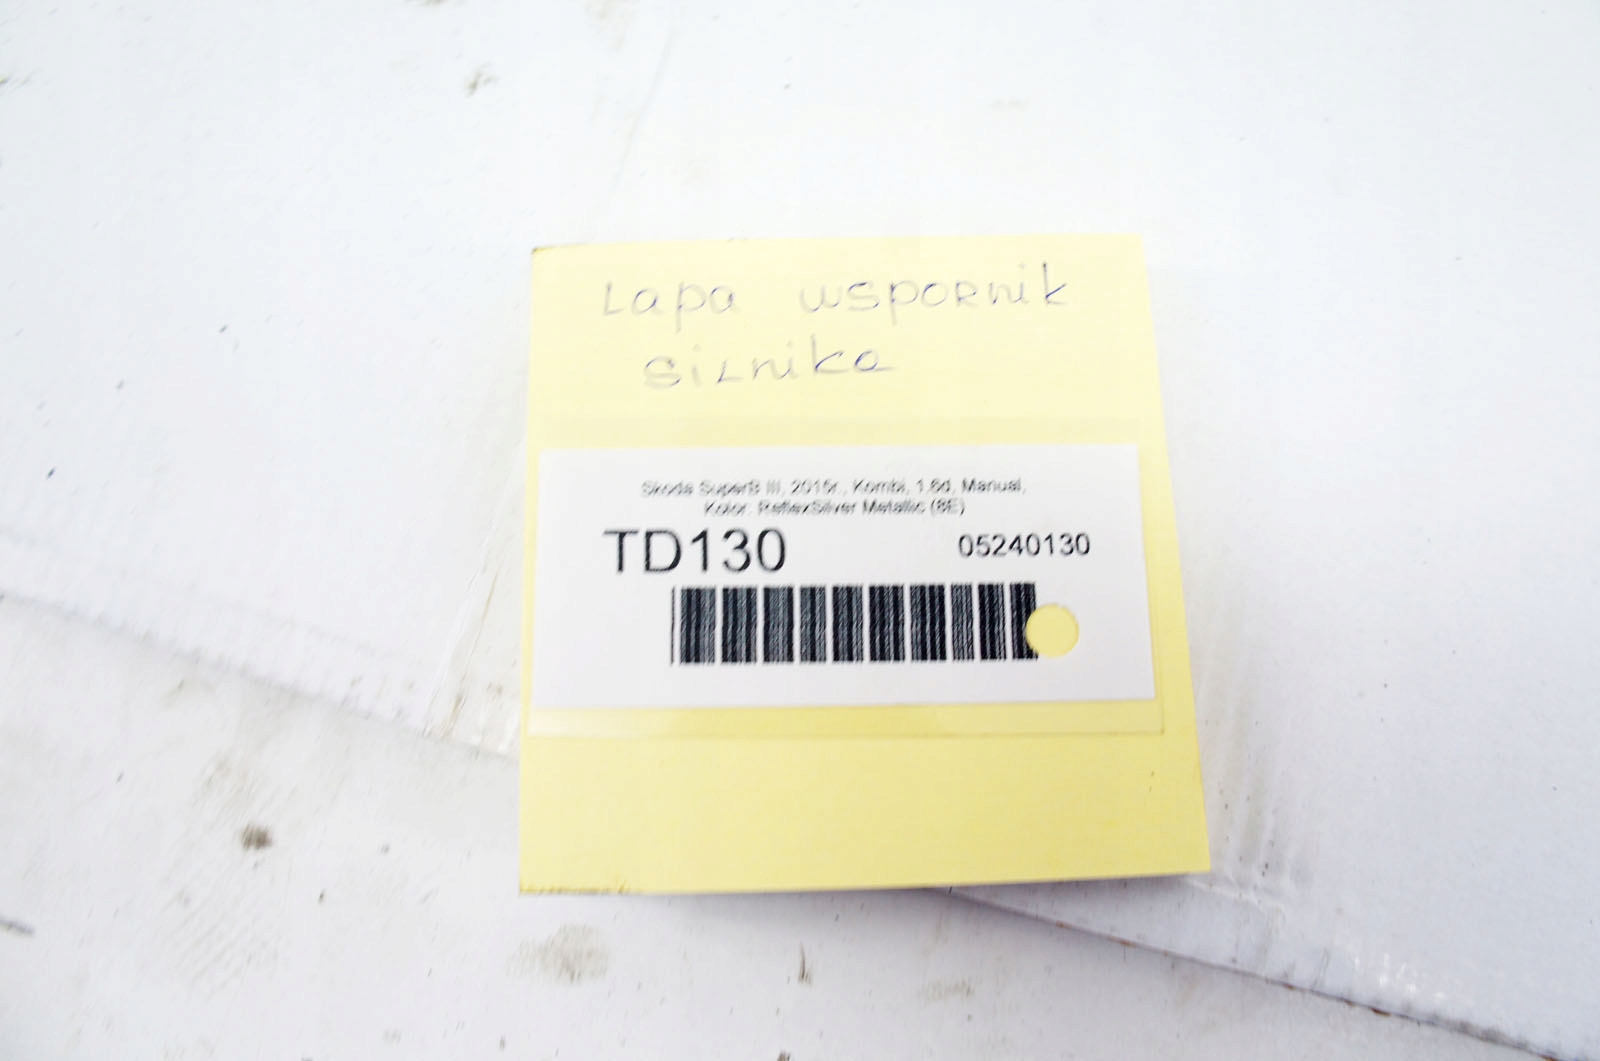 Lapa wspornik
silnika
Skoda SuperB III, 2015r., Kombi, 1.6d, Manual,
Kolor: ReflexSilver Metallic (8E)
TD130
05240130